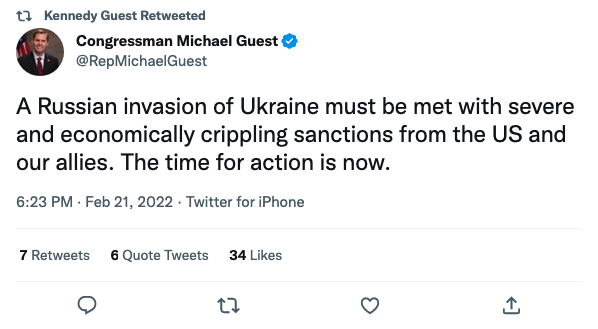 Kennedy Guest Retweeted
Congressman Michael Guest
@RepMichaelGuest
A Russian invasion of Ukraine must be met with severe
and economically crippling sanctions from the US and
our allies. The time for action is now.
6:23 PM · Feb 21, 2022 · Twitter for iPhone
7 Retweets 6 Quote Tweets 34 Likes